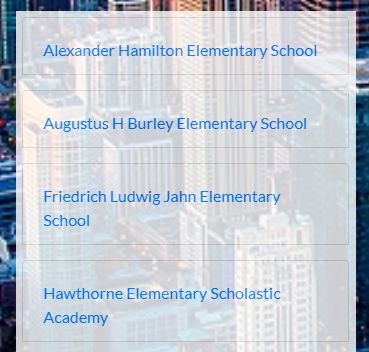 Alexander Hamilton Elementary School
Augustus H Burley Elementary School
Friedrich Ludwig Jahn Elementary
School
Hawthorne Elementary Scholastic
Academy